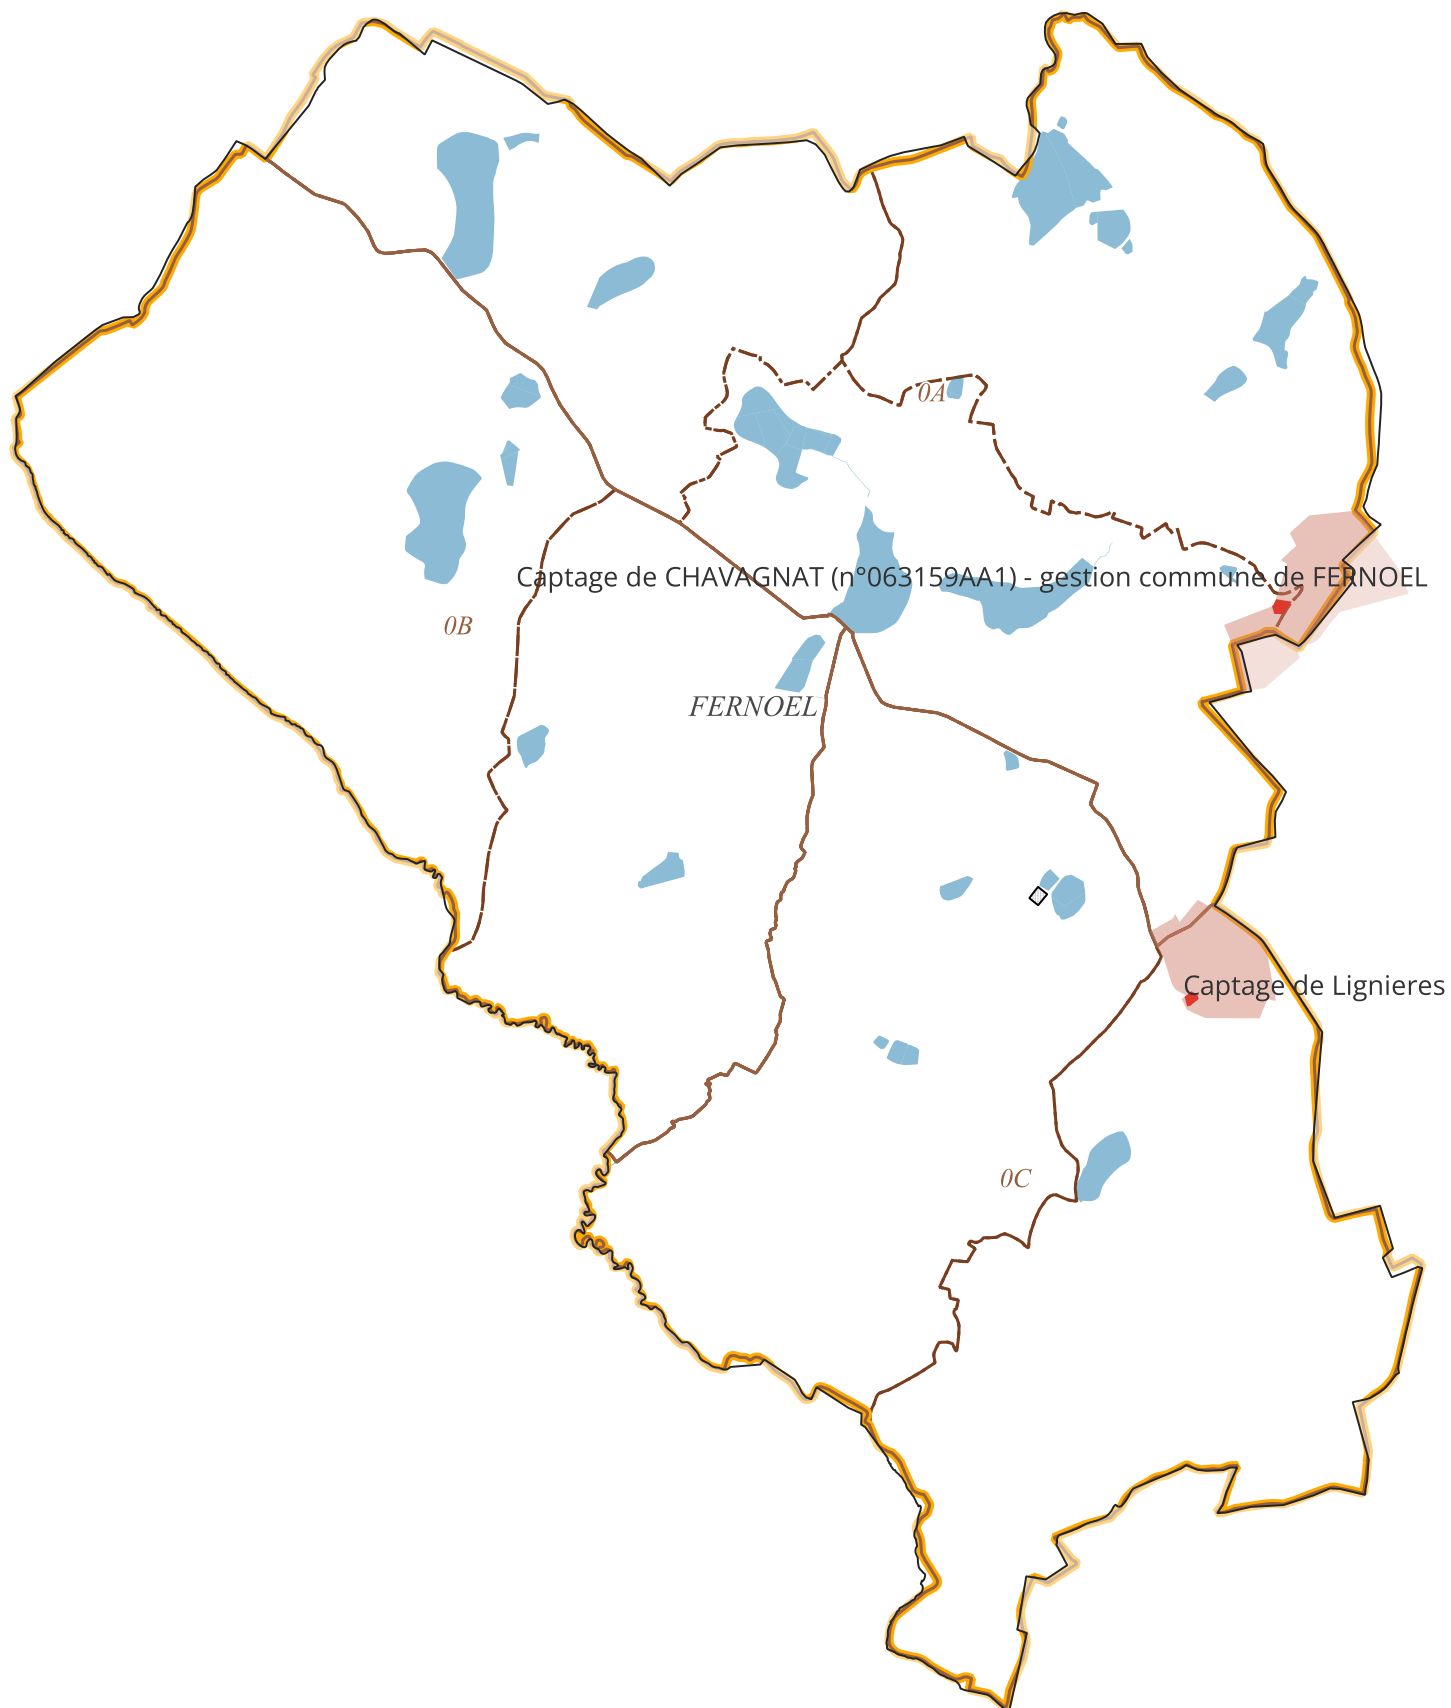 0A
Captage de CHAVAGNAT (n°063159AA1) - gestion commune de FERNOEL
0B
FERNOEL
Captage de Lignieres
0C